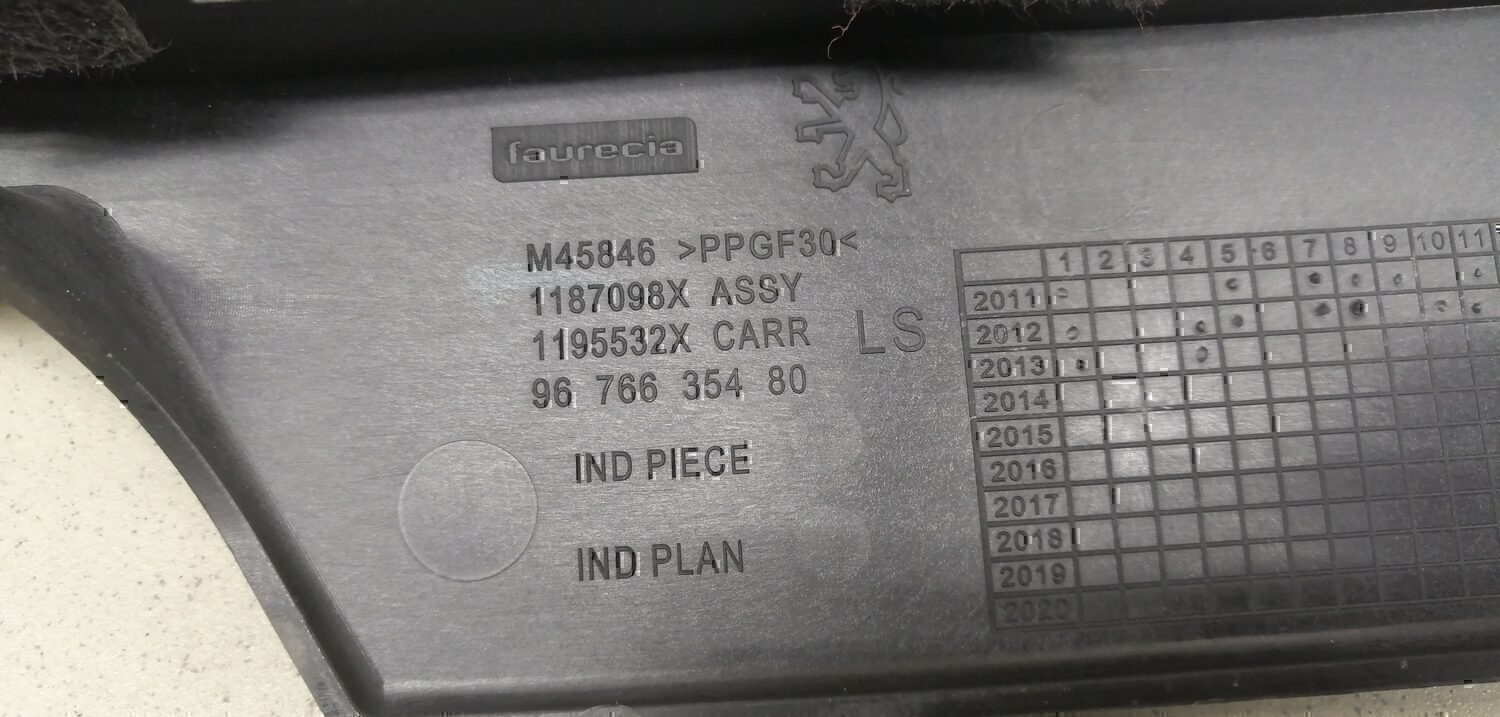 faurecia
M45846 >PPGF30<
1187098X ASSY
1195532X CARR
LS
96 766 354 80
IND PIECE
IND PLAN
1 2 3 4 5 6 7 8 9 10 11
2011
2012
2013
2014
2015
2016
2017
2018
2019
2020